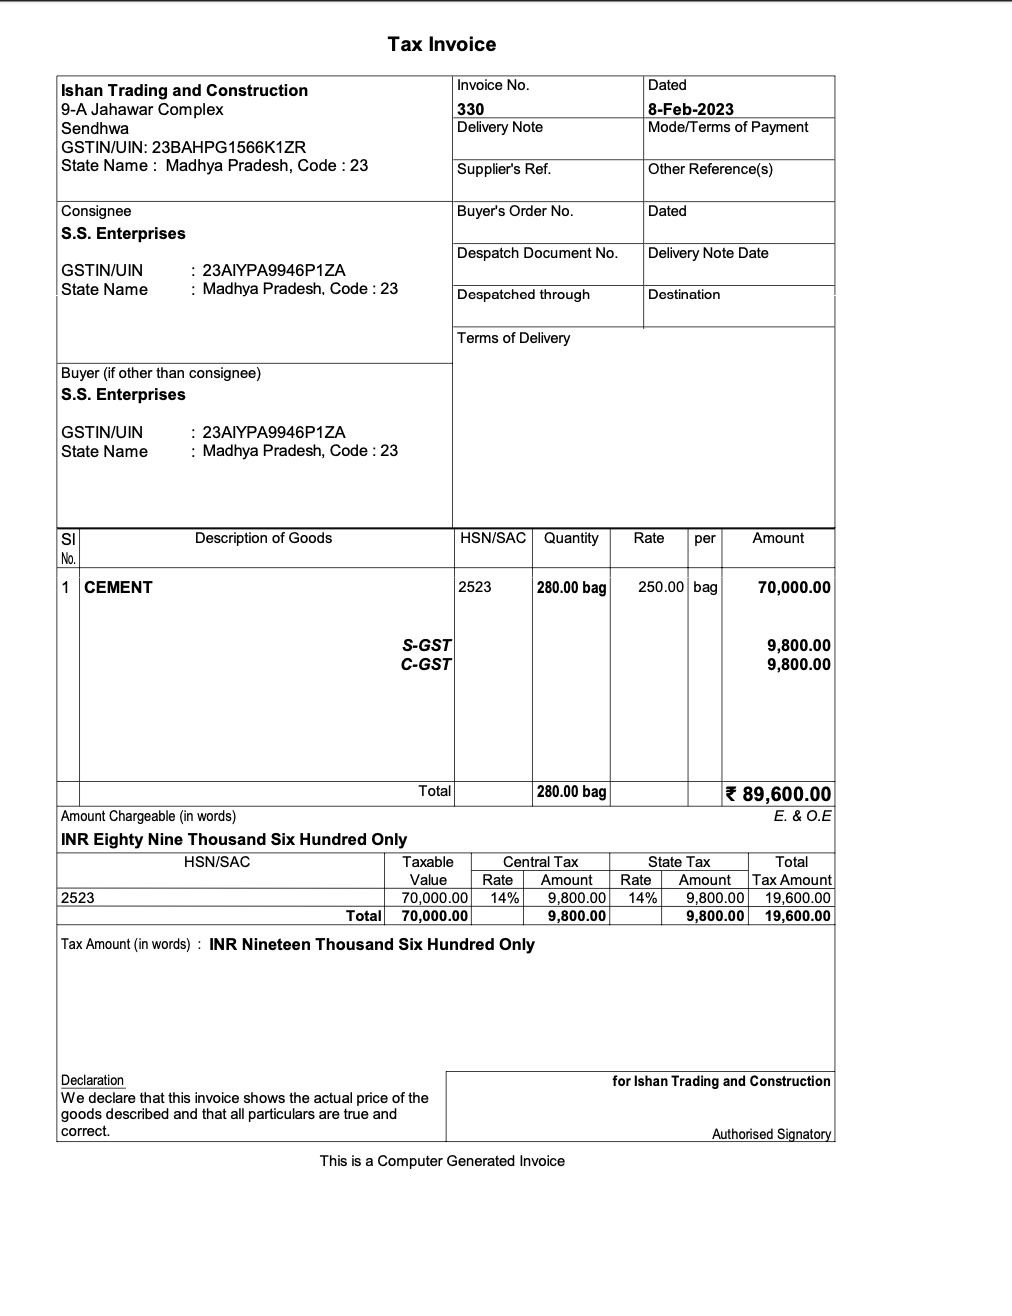 Tax Invoice
Ishan Trading and Construction
9-A Jahawar Complex
Sendhwa
GSTIN/UIN: 23BAHPG1566K1ZR
State Name : Madhya Pradesh, Code : 23
Invoice No.
330
Dated
8-Feb-2023
Delivery Note
Mode/Terms of Payment
Supplier's Ref.
Other Reference(s)
Consignee
S.S. Enterprises
GSTIN/UIN : 23AIYPA9946P1ZA
State Name : Madhya Pradesh, Code : 23
Buyer's Order No.
Dated
Despatch Document No.
Delivery Note Date
Despatched through
Destination
Terms of Delivery
Buyer (if other than consignee)
S.S. Enterprises
GSTIN/UIN : 23AIYPA9946P1ZA
State Name : Madhya Pradesh, Code : 23
SI No. Description of Goods HSN/SAC Quantity Rate per Amount
1 CEMENT 2523 280.00 bag 250.00 bag 70,000.00
S-GST 9,800.00
C-GST 9,800.00
Total 280.00 bag ₹ 89,600.00
Amount Chargeable (in words) E. & O.E
INR Eighty Nine Thousand Six Hundred Only
HSN/SAC Taxable Central Tax State Tax Total
Value Rate Amount Rate Amount Tax Amount
2523 70,000.00 14% 9,800.00 14% 9,800.00 19,600.00
Total 70,000.00 9,800.00 9,800.00 19,600.00
Tax Amount (in words) : INR Nineteen Thousand Six Hundred Only
Declaration
We declare that this invoice shows the actual price of the
goods described and that all particulars are true and
correct.
for Ishan Trading and Construction
Authorised Signatory
This is a Computer Generated Invoice